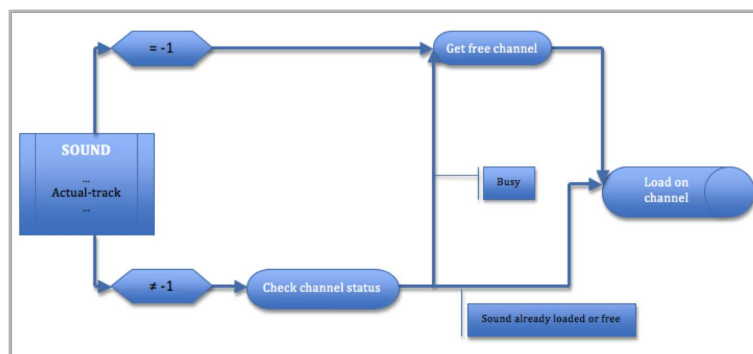 = -1
Get free channel
SOUND
...
Actual-track
...
Busy
Load on
channel
≠ -1
Check channel status
Sound already loaded or free